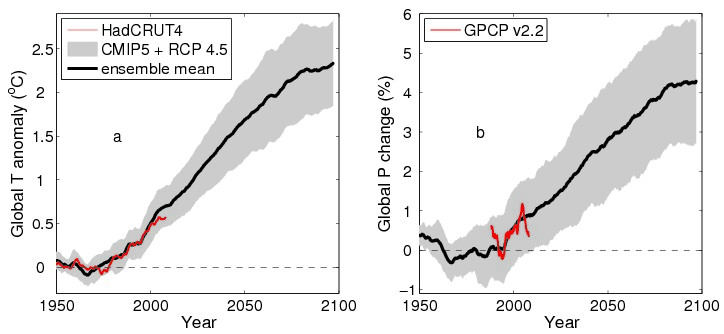 HadCRUT4
CMIP5 + RCP 4.5
ensemble mean
Global T anomaly (°C)
2.5
2
1.5
1
0.5
0
a
1950
2000
2050
2100
Year
GPCP v2.2
Global P change (%)
6
5
4
3
2
1
0
−1
b
1950
2000
2050
2100
Year